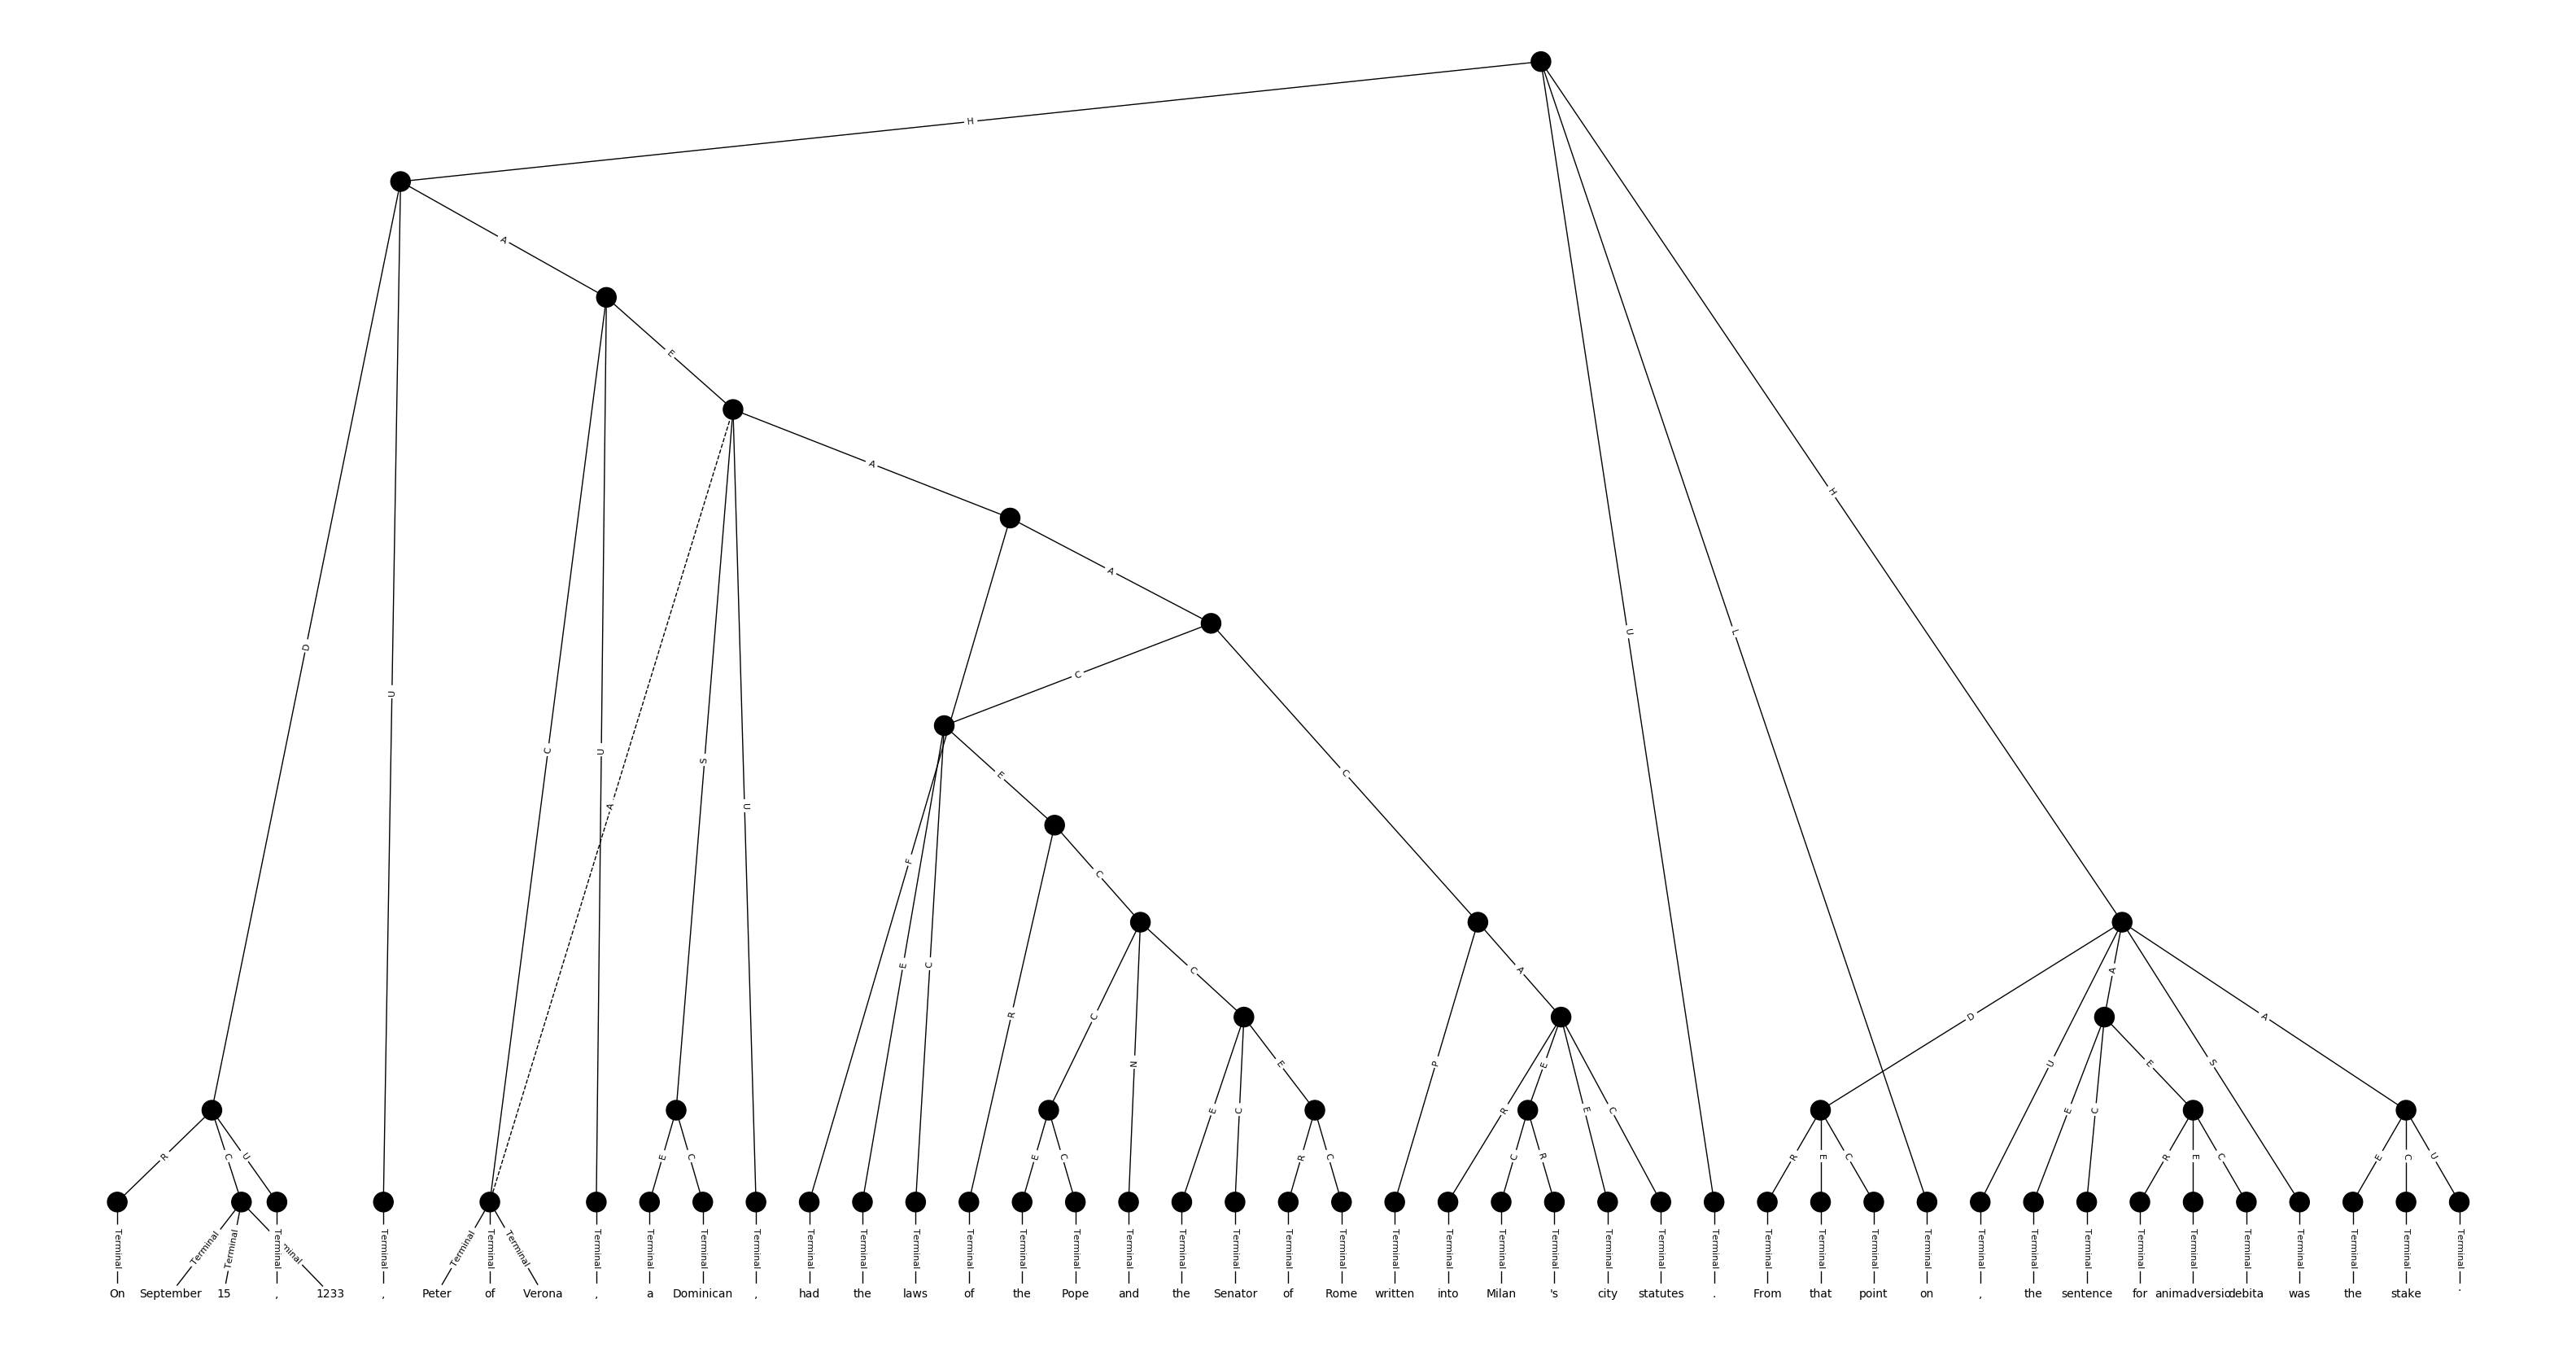 H
A
E
A
A
C
C
D
U
C
U
A
S
U
F
E
C
E
R
C
C
N
C
E
C
E
C
E
R
C
P
A
R
E
C
R
E
C
U
L
H
D
R
E
C
U
A
E
C
E
R
E
C
S
A
E
C
U
R
C
U
E
C
Terminal Terminal Terminal Terminal Terminal Terminal Terminal Terminal Terminal Terminal Terminal Terminal Terminal Terminal Terminal Terminal Terminal Terminal Terminal Terminal Terminal Terminal Terminal Terminal Terminal Terminal Terminal Terminal Terminal Terminal Terminal Terminal Terminal Terminal Terminal Terminal Terminal Terminal Terminal Terminal Terminal Terminal Terminal Terminal
On September 15 , 1233 , Peter of Verona , a Dominican , had the laws of the Pope and the Senator of Rome written into Milan 's city statutes . From that point on , the sentence for animadversio debita was the stake .